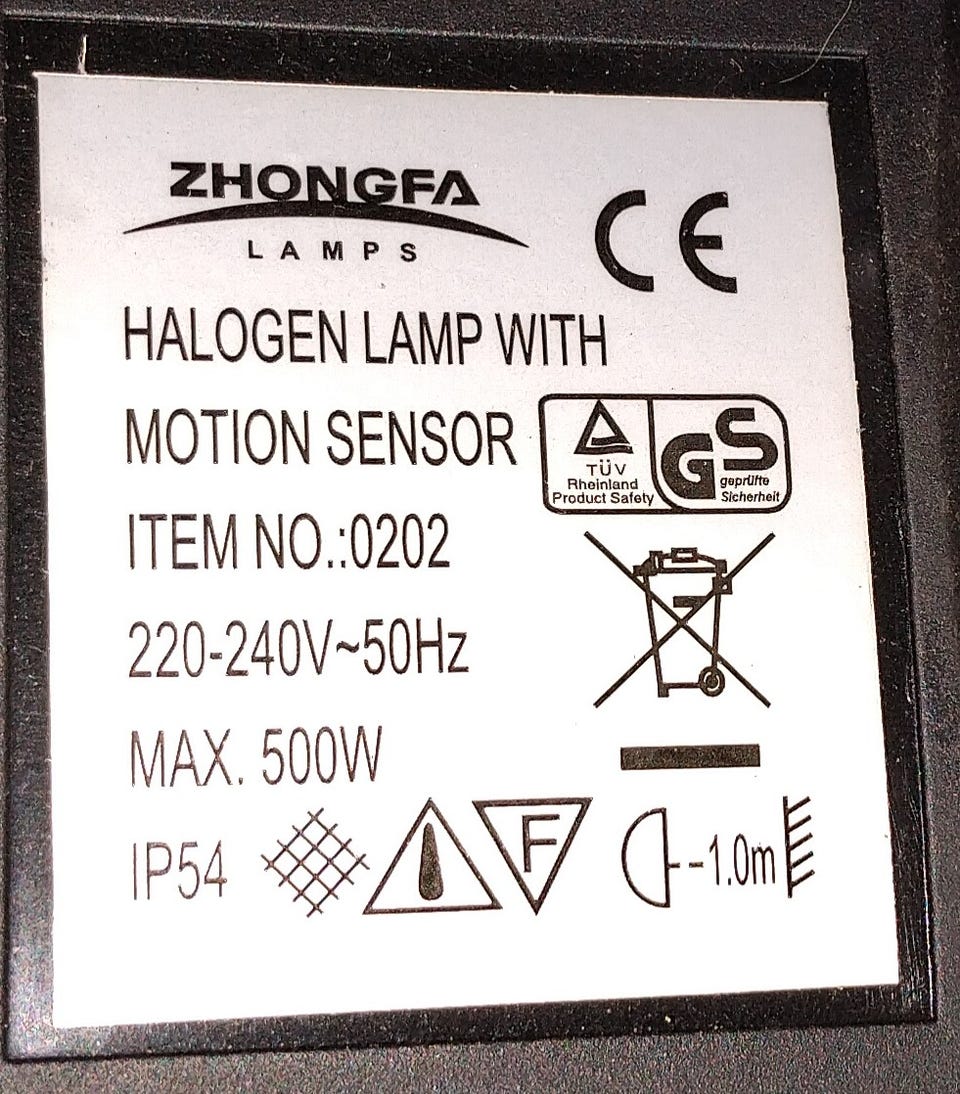 ZHONGFA
LAMPS
CE
HALOGEN LAMP WITH
MOTION SENSOR
TÜV
Rheinland
Product Safety
GS
geprüfte
Sicherheit
ITEM NO.:0202
220-240V~50Hz
MAX. 500W
IP54
F
1.0m